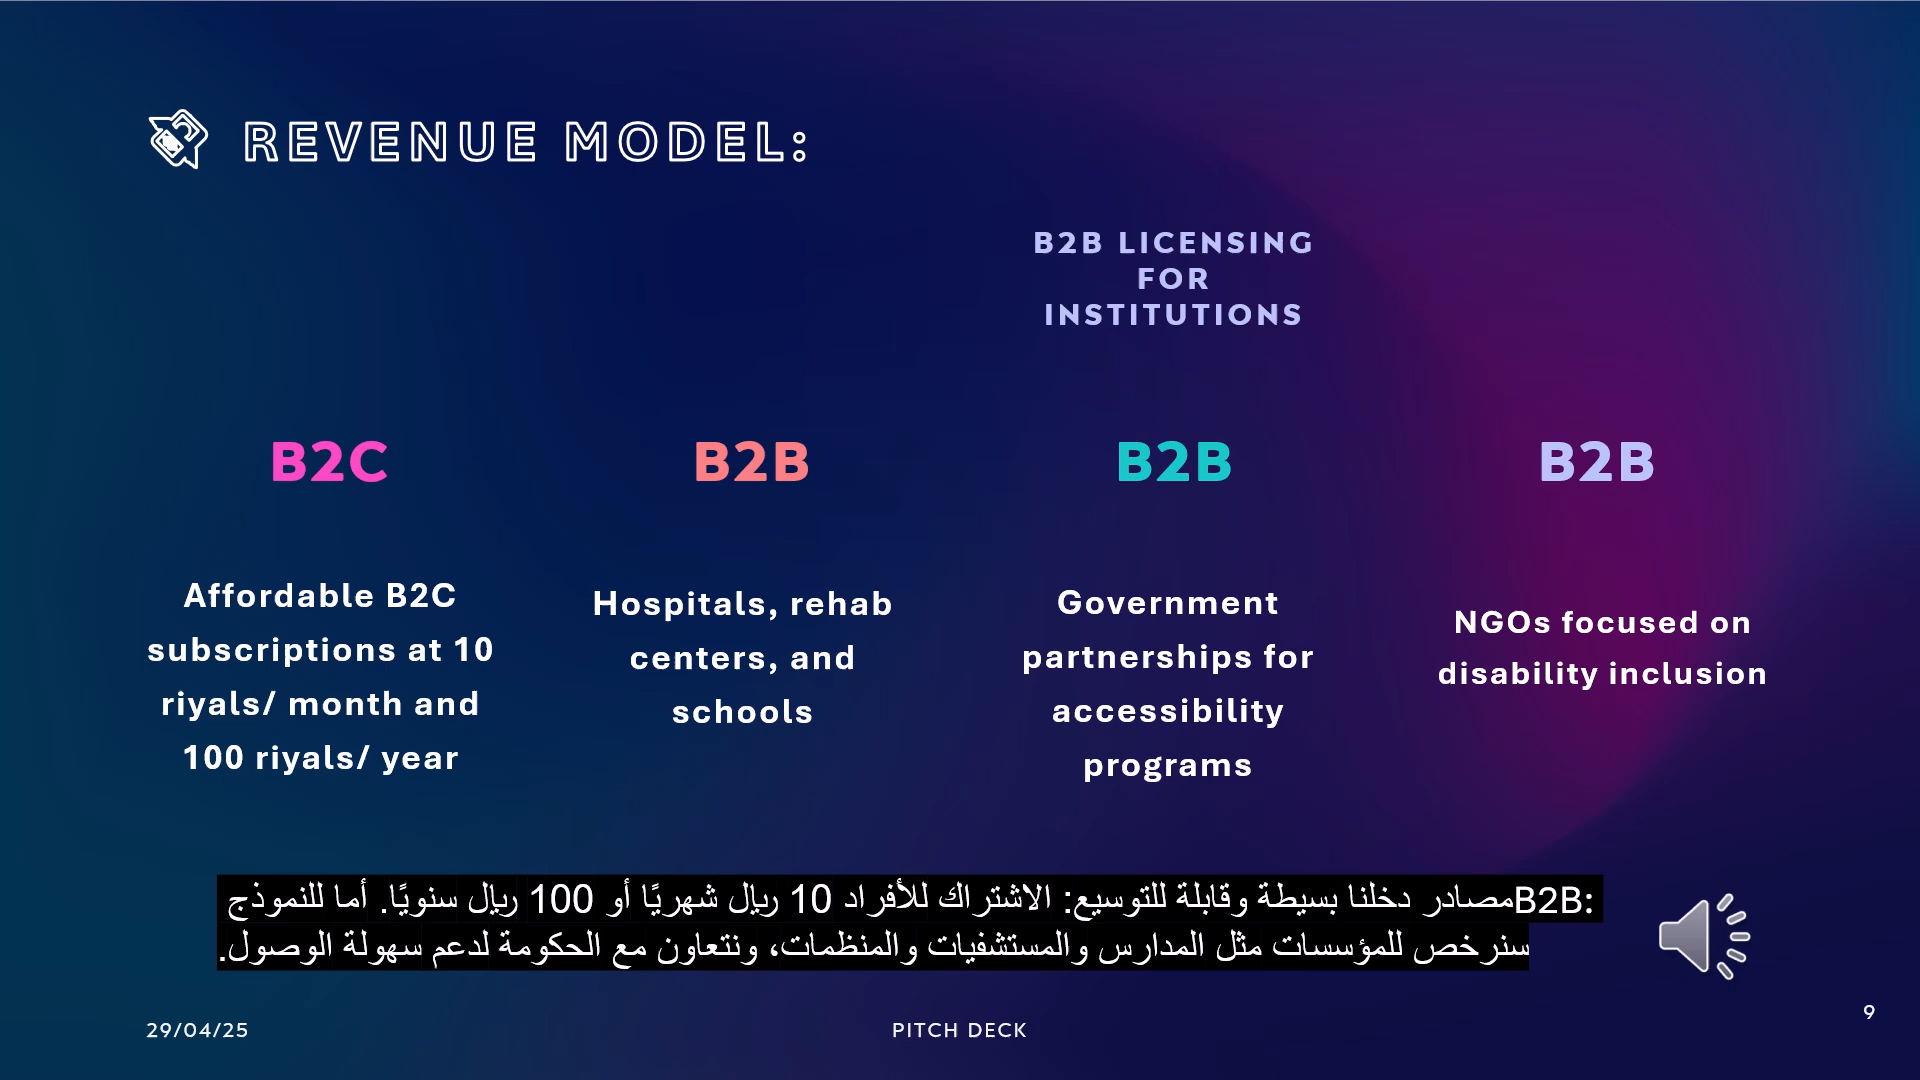 REVENUE MODEL:
B2B LICENSING
FOR
INSTITUTIONS
B2C
Affordable B2C
subscriptions at 10
riyals/ month and
100 riyals/ year
B2B
Hospitals, rehab
centers, and
schools
B2B
Government
partnerships for
accessibility
programs
B2B
NGOs focused on
disability inclusion
B2B:مصادر دخلنا بسيطة وقابلة للتوسيع: الاشتراك للأفراد 10 ريال شهريًا أو 100 ريال سنويًا. أما للنموذج
سنرخص للمؤسسات مثل المدارس والمستشفيات والمنظمات، ونتعاون مع الحكومة لدعم سهولة الوصول.
29/04/25
PITCH DECK
9